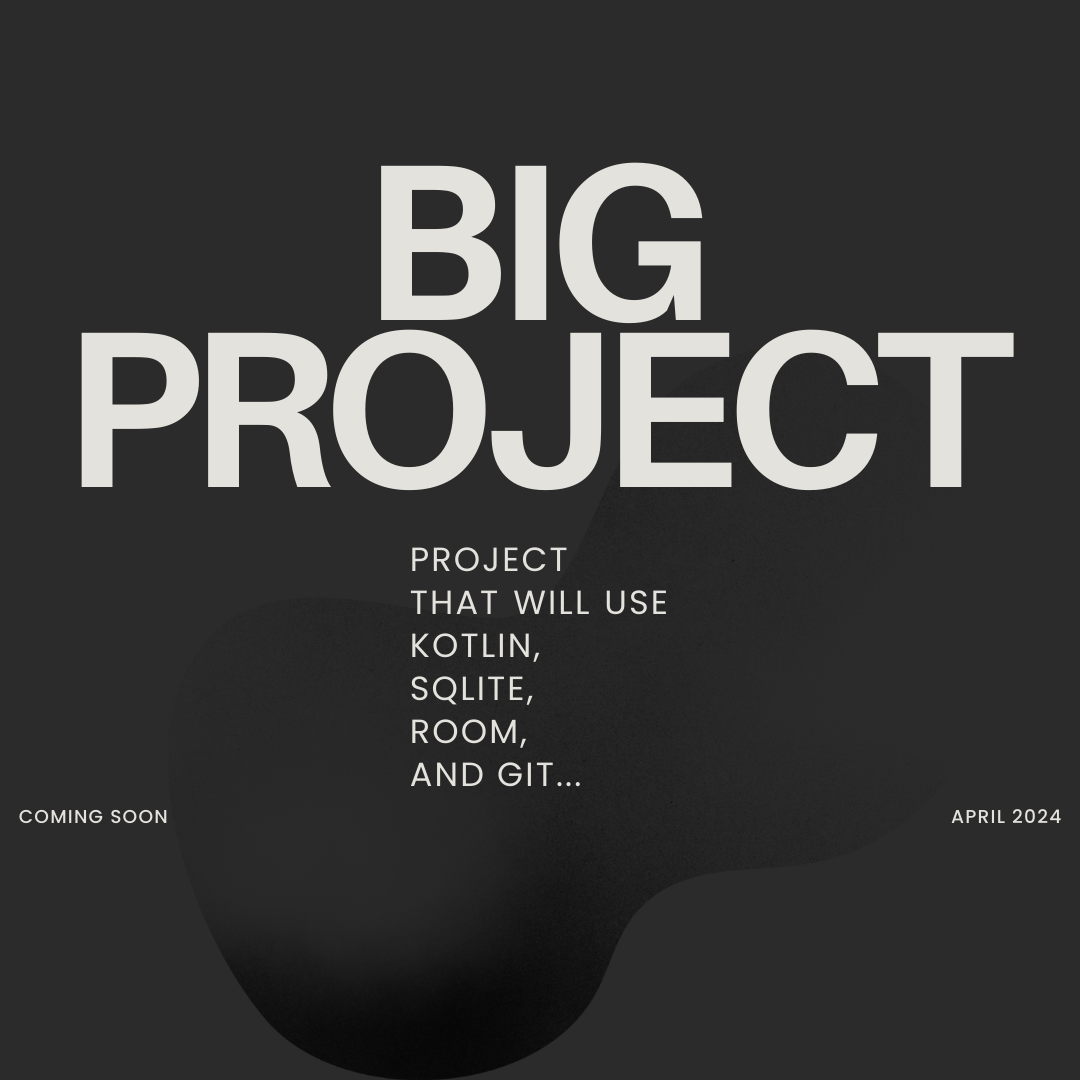 BIG
PROJECT
PROJECT
THAT WILL USE
KOTLIN,
SQLITE,
ROOM,
AND GIT...
COMING SOON
APRIL 2024